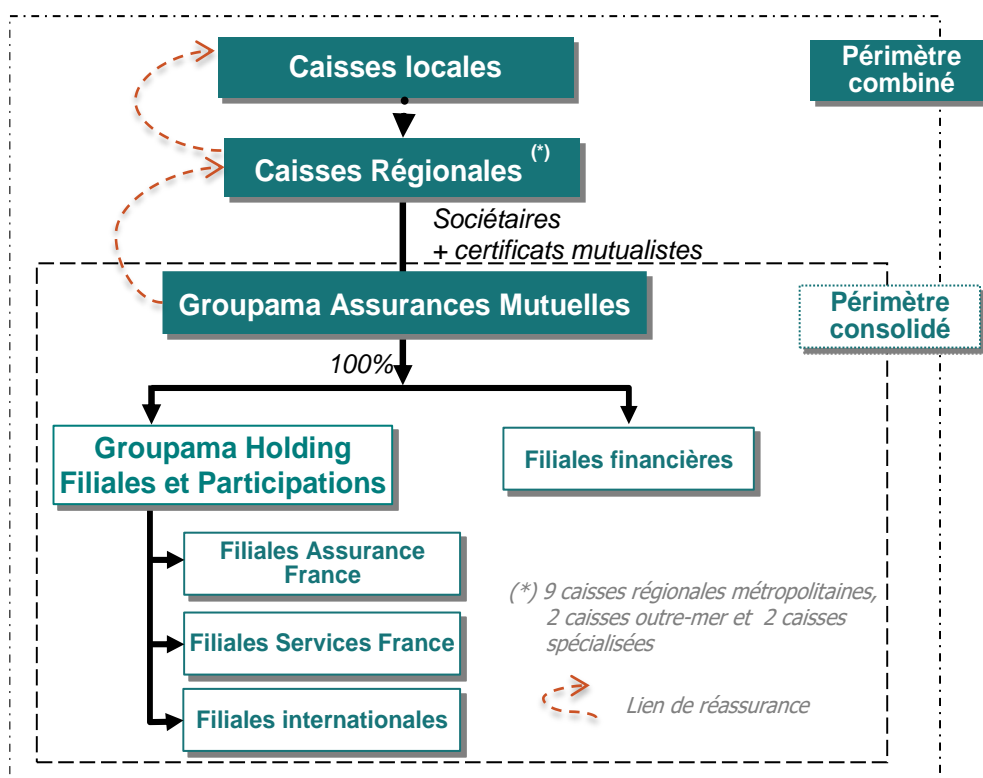 Caisses locales
Périmètre
combiné
Caisses Régionales (*)
Sociétaires
+ certificats mutualistes
Groupama Assurances Mutuelles
Périmètre
consolidé
100%
Groupama Holding
Filiales et Participations
Filiales financières
Filiales Assurance
France
(*) 9 caisses régionales métropolitaines,
2 caisses outre-mer et 2 caisses
spécialisées
Filiales Services France
Filiales internationales
Lien de réassurance